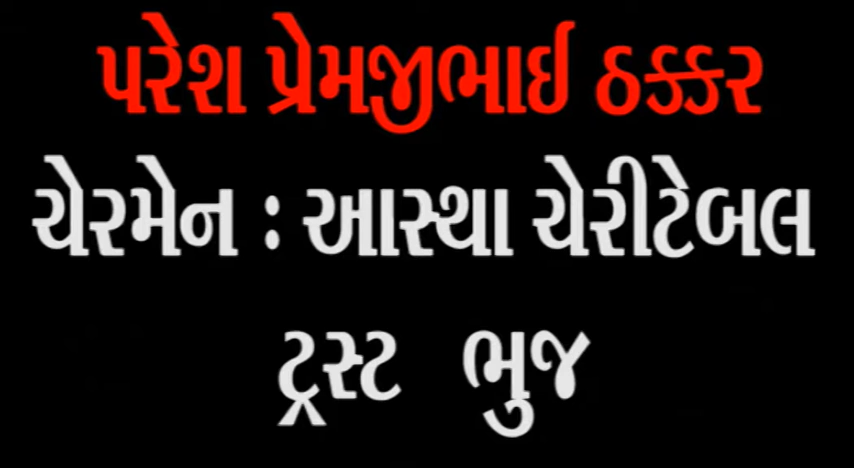 પરેશ પ્રેમજીભાઈ ઠક્કર
ચેરમેન : આસ્થા ચેરીટેબલ
ટ્રસ્ટ ભુજ